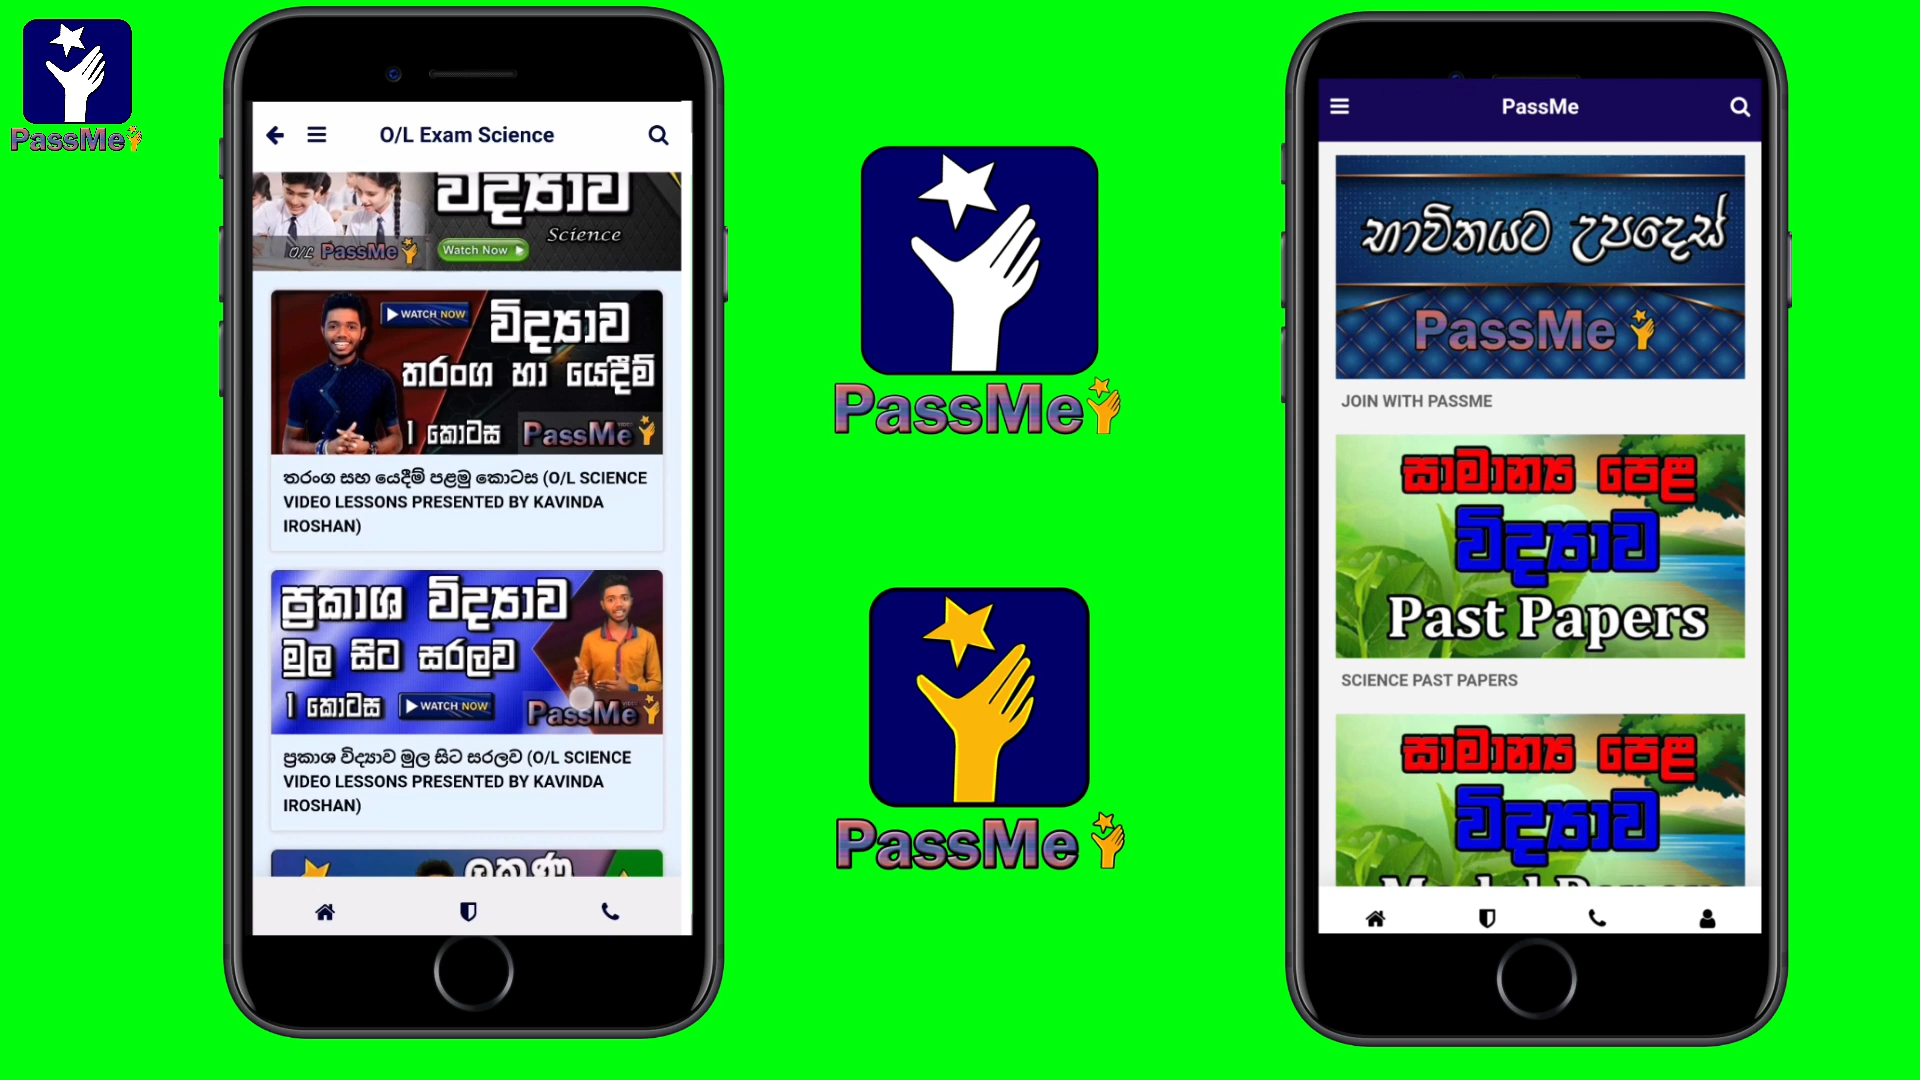 PassMe
O/L Exam Science
විද්‍යාව
Science
O/L PassMe
Watch Now
WATCH NOW
විද්‍යාව
තරංග හා යෙදීම්
1 කොටස
PassMe
තරංග සහ යෙදීම් පළමු කොටස (O/L SCIENCE
VIDEO LESSONS PRESENTED BY KAVINDA
IROSHAN)
ප්‍රකාශ විද්‍යාව
මුල සිට සරලව
1 කොටස
WATCH NOW
PassMe
ප්‍රකාශ විද්‍යාව මුල සිට සරලව (O/L SCIENCE
VIDEO LESSONS PRESENTED BY KAVINDA
IROSHAN)
PassMe
PassMe
PassMe
භාවිතයට උපදෙස්
PassMe
JOIN WITH PASSME
සාමාන්‍ය පෙළ
විද්‍යාව
Past Papers
SCIENCE PAST PAPERS
සාමාන්‍ය පෙළ
විද්‍යාව